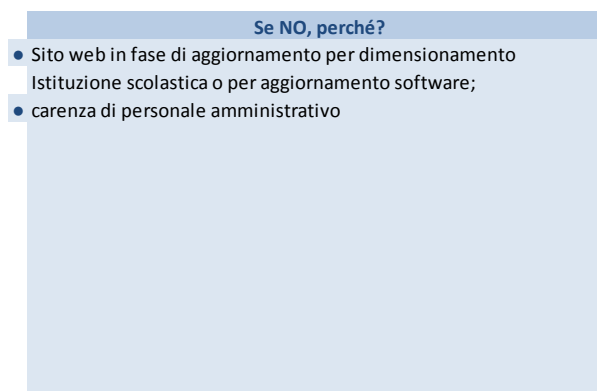 Se NO, perché?
● Sito web in fase di aggiornamento per dimensionamento
Istituzione scolastica o per aggiornamento software;
● carenza di personale amministrativo